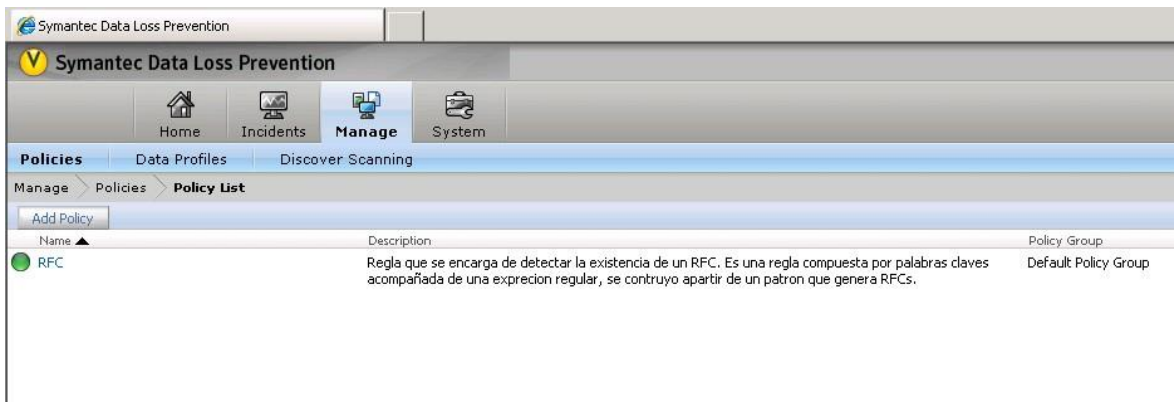 Symantec Data Loss Prevention
Symantec Data Loss Prevention
Home Incidents Manage System
Policies Data Profiles Discover Scanning
Manage Policies Policy List
Add Policy
Name Description Policy Group
RFC Regla que se encarga de detectar la existencia de un RFC. Es una regla compuesta por palabras claves Default Policy Group
acompañada de una exprecion regular, se contruyo apartir de un patron que genera RFCs.